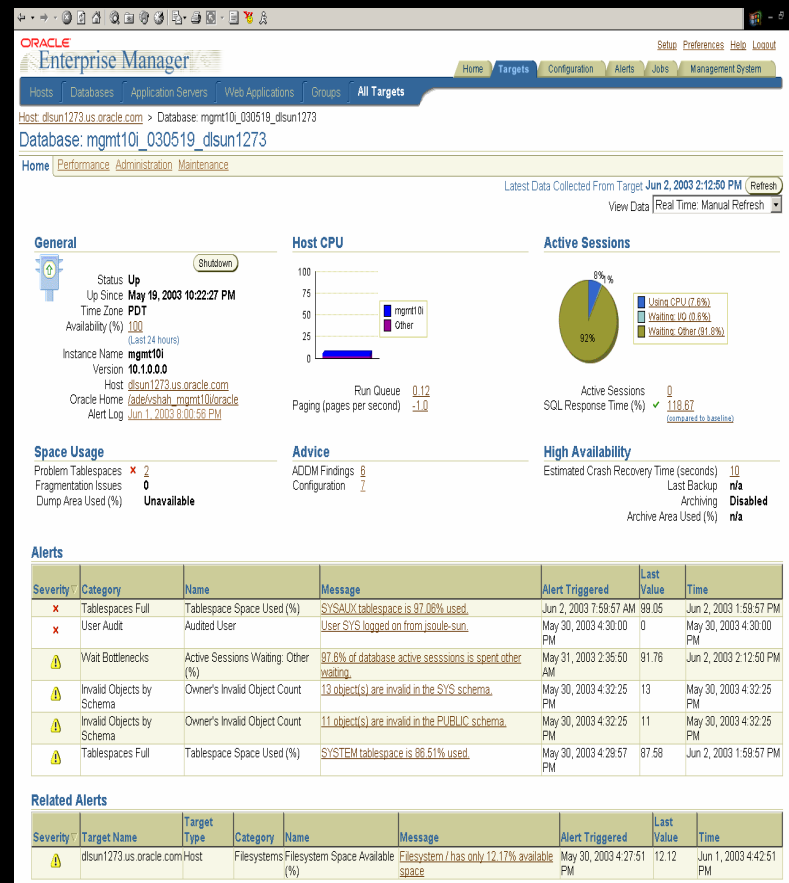 ORACLE
Enterprise Manager
Setup Preferences Help Logout
Home Targets Configuration Alerts Jobs Management System
Hosts Databases Application Servers Web Applications Groups All Targets
Host: dlsun1273.us.oracle.com > Database: mgmt10i_030519_dlsun1273
Database: mgmt10i_030519_dlsun1273
Home Performance Administration Maintenance
Latest Data Collected From Target Jun 2, 2003 2:12:50 PM Refresh
View Data Real Time: Manual Refresh
General
Shutdown
Status Up
Up Since May 19, 2003 10:22:27 PM
Time Zone PDT
Availability (%) 100
(Last 24 hours)
Instance Name mgmt10i
Version 10.1.0.0.0
Host dlsun1273.us.oracle.com
Oracle Home /ade/vshah_mgmt10i/oracle
Alert Log Jun 1, 2003 8:00:56 PM
Host CPU
100
75
50
25
0
mgmt10i
Other
Run Queue 0.12
Paging (pages per second) -1.0
Active Sessions
8%
1%
92%
Using CPU (7.6%)
Waiting: I/O (0.6%)
Waiting: Other (91.8%)
Active Sessions 0
SQL Response Time (%) 118.67
(compared to baseline)
Space Usage
Problem Tablespaces 2
Fragmentation Issues 0
Dump Area Used (%) Unavailable
Advice
ADDM Findings 6
Configuration 7
High Availability
Estimated Crash Recovery Time (seconds) 10
Last Backup n/a
Archiving Disabled
Archive Area Used (%) n/a
Alerts
Severity Category Name Message Alert Triggered Last Value Time
Tablespaces Full Tablespace Space Used (%) SYSAUX tablespace is 97.06% used. Jun 2, 2003 7:59:57 AM 99.05 Jun 2, 2003 1:59:57 PM
User Audit Audited User User SYS logged on from jsoule-sun. May 30, 2003 4:30:00 PM 0 May 30, 2003 4:30:00 PM
Wait Bottlenecks Active Sessions Waiting: Other (%) 97.6% of database active sesssions is spent other waiting. May 31, 2003 2:35:50 AM 91.76 Jun 2, 2003 2:12:50 PM
Invalid Objects by Schema Owner's Invalid Object Count 13 object(s) are invalid in the SYS schema. May 30, 2003 4:32:25 PM 13 May 30, 2003 4:32:25 PM
Invalid Objects by Schema Owner's Invalid Object Count 11 object(s) are invalid in the PUBLIC schema. May 30, 2003 4:32:25 PM 11 May 30, 2003 4:32:25 PM
Tablespaces Full Tablespace Space Used (%) SYSTEM tablespace is 86.51% used. May 30, 2003 4:29:57 PM 87.58 Jun 2, 2003 1:59:57 PM
Related Alerts
Severity Target Name Target Type Category Name Message Alert Triggered Last Value Time
dlsun1273.us.oracle.com Host Filesystems Filesystem Space Available (%) Filesystem / has only 12.17% available space May 30, 2003 4:27:51 PM 12.12 Jun 1, 2003 4:42:51 PM